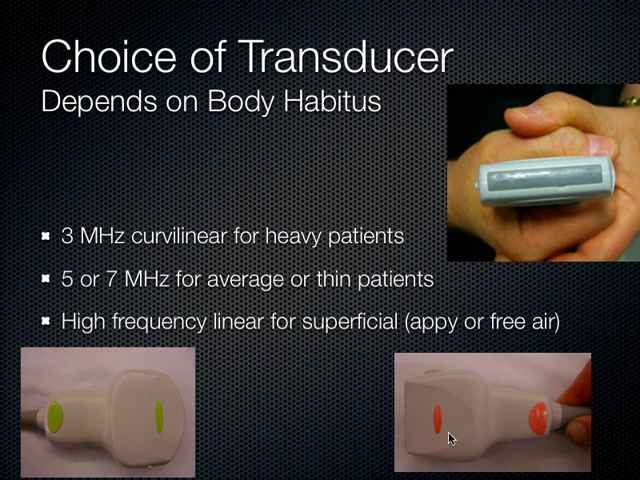 Choice of Transducer
Depends on Body Habitus
3 MHz curvilinear for heavy patients
5 or 7 MHz for average or thin patients
High frequency linear for superficial (appy or free air)